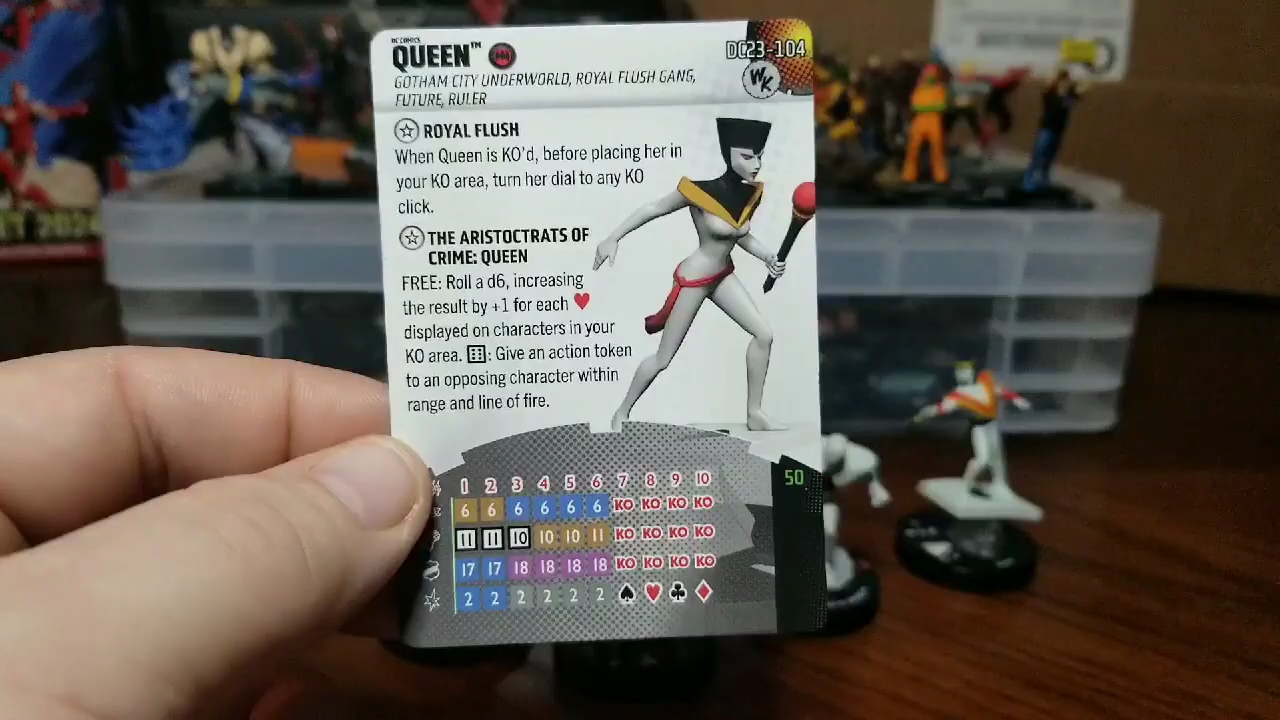 DC COMICS
QUEEN™
DC23-104
WK
GOTHAM CITY UNDERWORLD, ROYAL FLUSH GANG,
FUTURE, RULER
ROYAL FLUSH
When Queen is KO'd, before placing her in
your KO area, turn her dial to any KO
click.
THE ARISTOCTRATS OF
CRIME: QUEEN
FREE: Roll a d6, increasing
the result by +1 for each ♥
displayed on characters in your
KO area. ⚅: Give an action token
to an opposing character within
range and line of fire.
50
1 2 3 4 5 6 7 8 9 10
6 6 6 6 6 6 KO KO KO KO
11 11 10 10 10 11 KO KO KO KO
17 17 18 18 18 18 KO KO KO KO
2 2 2 2 2 2 ♠ ♥ ♣ ♦